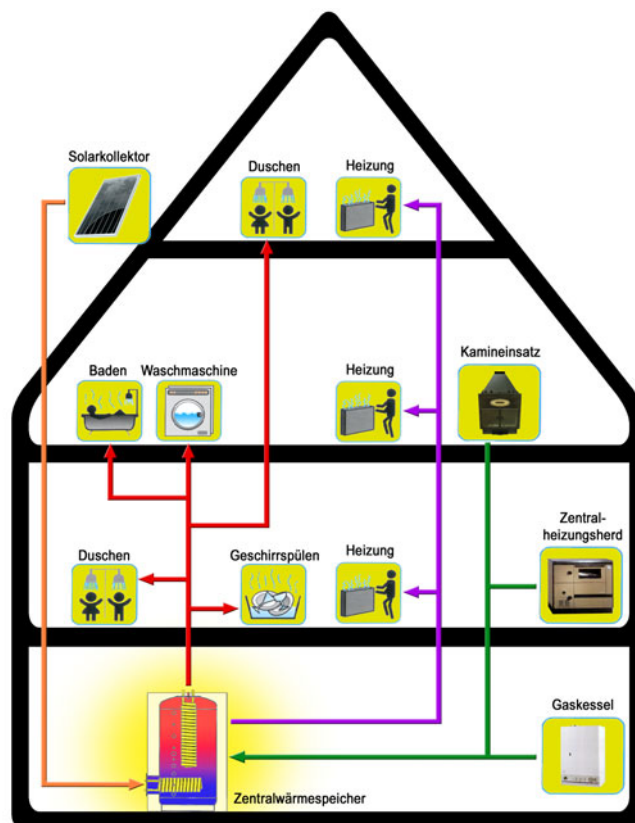 Solarkollektor
Duschen
Heizung
Baden
Waschmaschine
Heizung
Kamineinsatz
Duschen
Geschirrspülen
Heizung
Zentral-
heizungsherd
Gaskessel
Zentralwärmespeicher